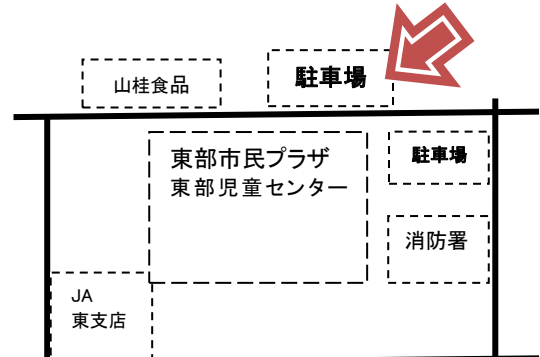 山桂食品
駐車場
東部市民プラザ
東部児童センター
駐車場
消防署
JA
東支店